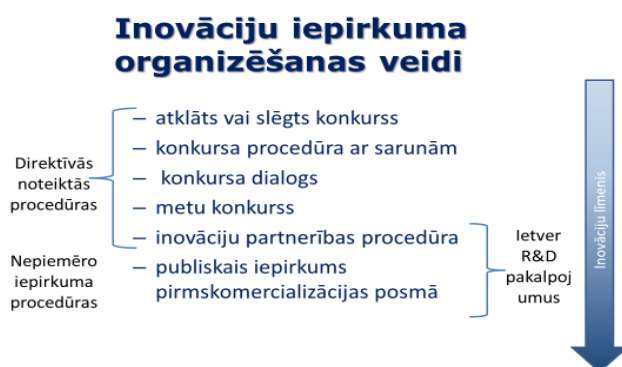 Inovāciju iepirkuma
organizēšanas veidi
Direktīvās
noteiktās
procedūras
Nepiemēro
iepirkuma
procedūras
– atklāts vai slēgts konkurss
– konkursa procedūra ar sarunām
– konkursa dialogs
– metu konkurss
– inovāciju partnerības procedūra
– publiskais iepirkums
pirmskomercializācijas posmā
Ietver
R&D
pakalpoj
umus
Inovāciju līmenis